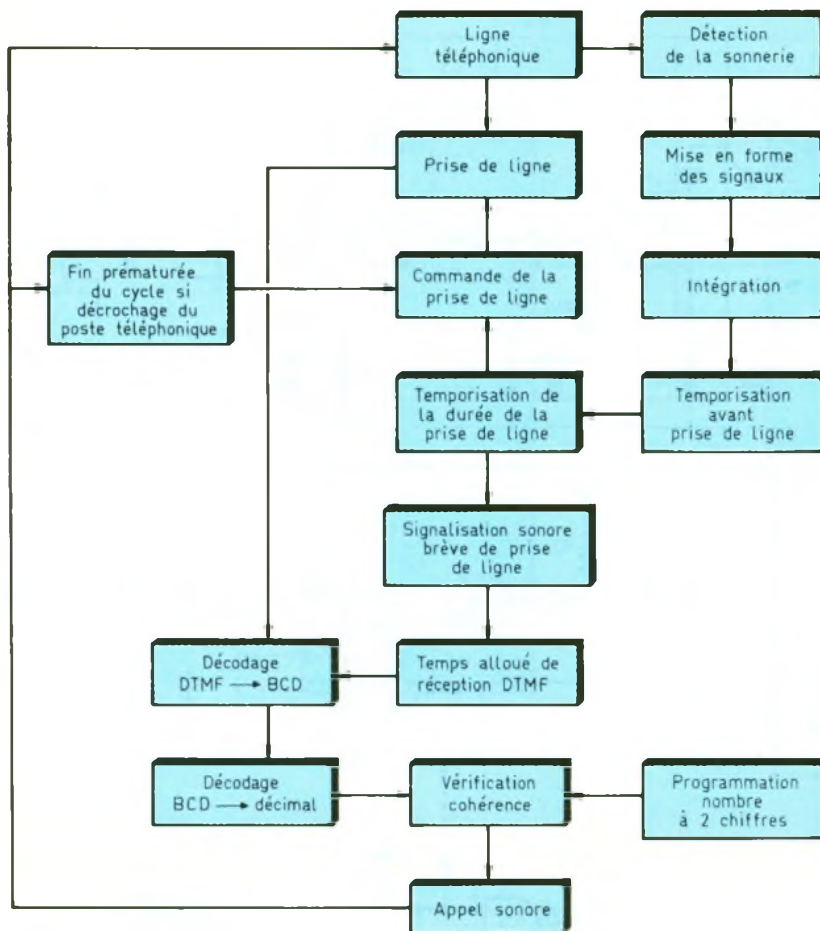 Ligne
téléphonique
Détection
de la sonnerie
Prise de ligne
Mise en forme
des signaux
Fin prématurée
du cycle si
décrochage du
poste téléphonique
Commande de la
prise de ligne
Intégration
Temporisation de
la durée de la
prise de ligne
Temporisation
avant
prise de ligne
Signalisation sonore
brève de prise
de ligne
Décodage
DTMF → BCD
Temps alloué de
réception DTMF
Décodage
BCD → décimal
Vérification
cohérence
Programmation
nombre
à 2 chiffres
Appel sonore